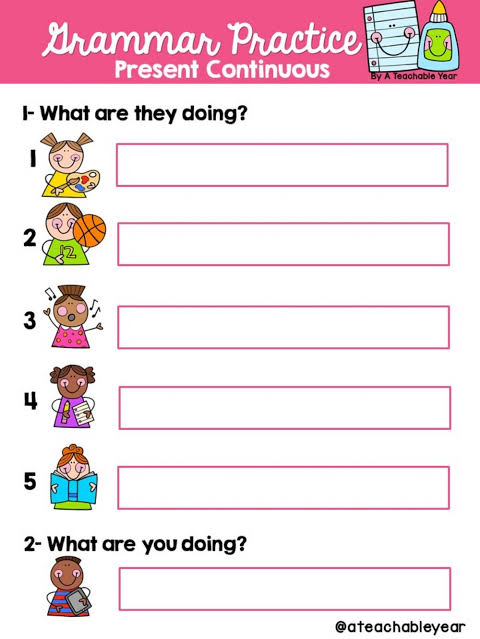 Grammar Practice
Present Continuous
By A Teachable Year
1- What are they doing?
1
2
12
3
4
5
2- What are you doing?
@ateachableyear